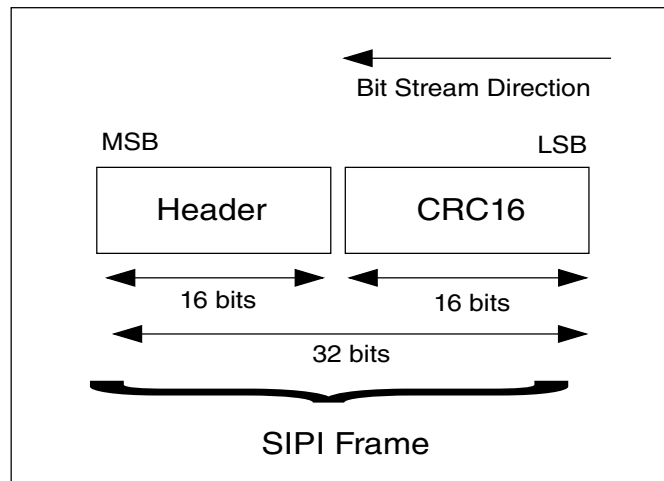 Bit Stream Direction
MSB
LSB
Header
CRC16
16 bits
16 bits
32 bits
SIPI Frame